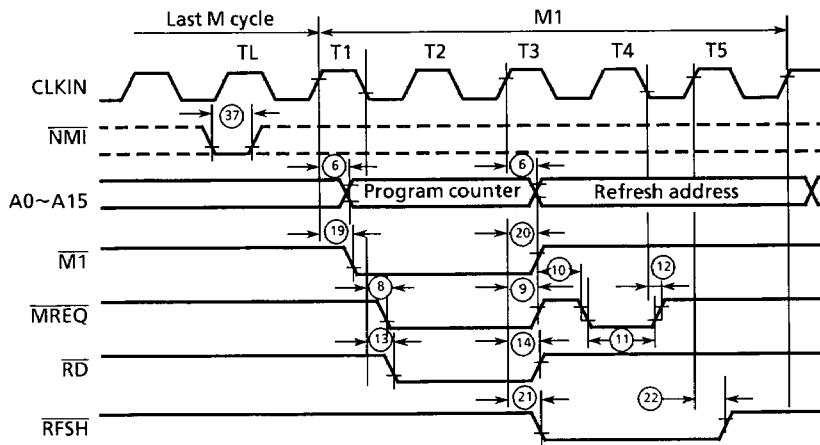 Last M cycle M1
TL T1 T2 T3 T4 T5
CLKIN
37
NMI
6 6
A0~A15 Program counter Refresh address
19 20
M1
10 12
8 9
MREQ
11
13 14
RD
21 22
RFSH